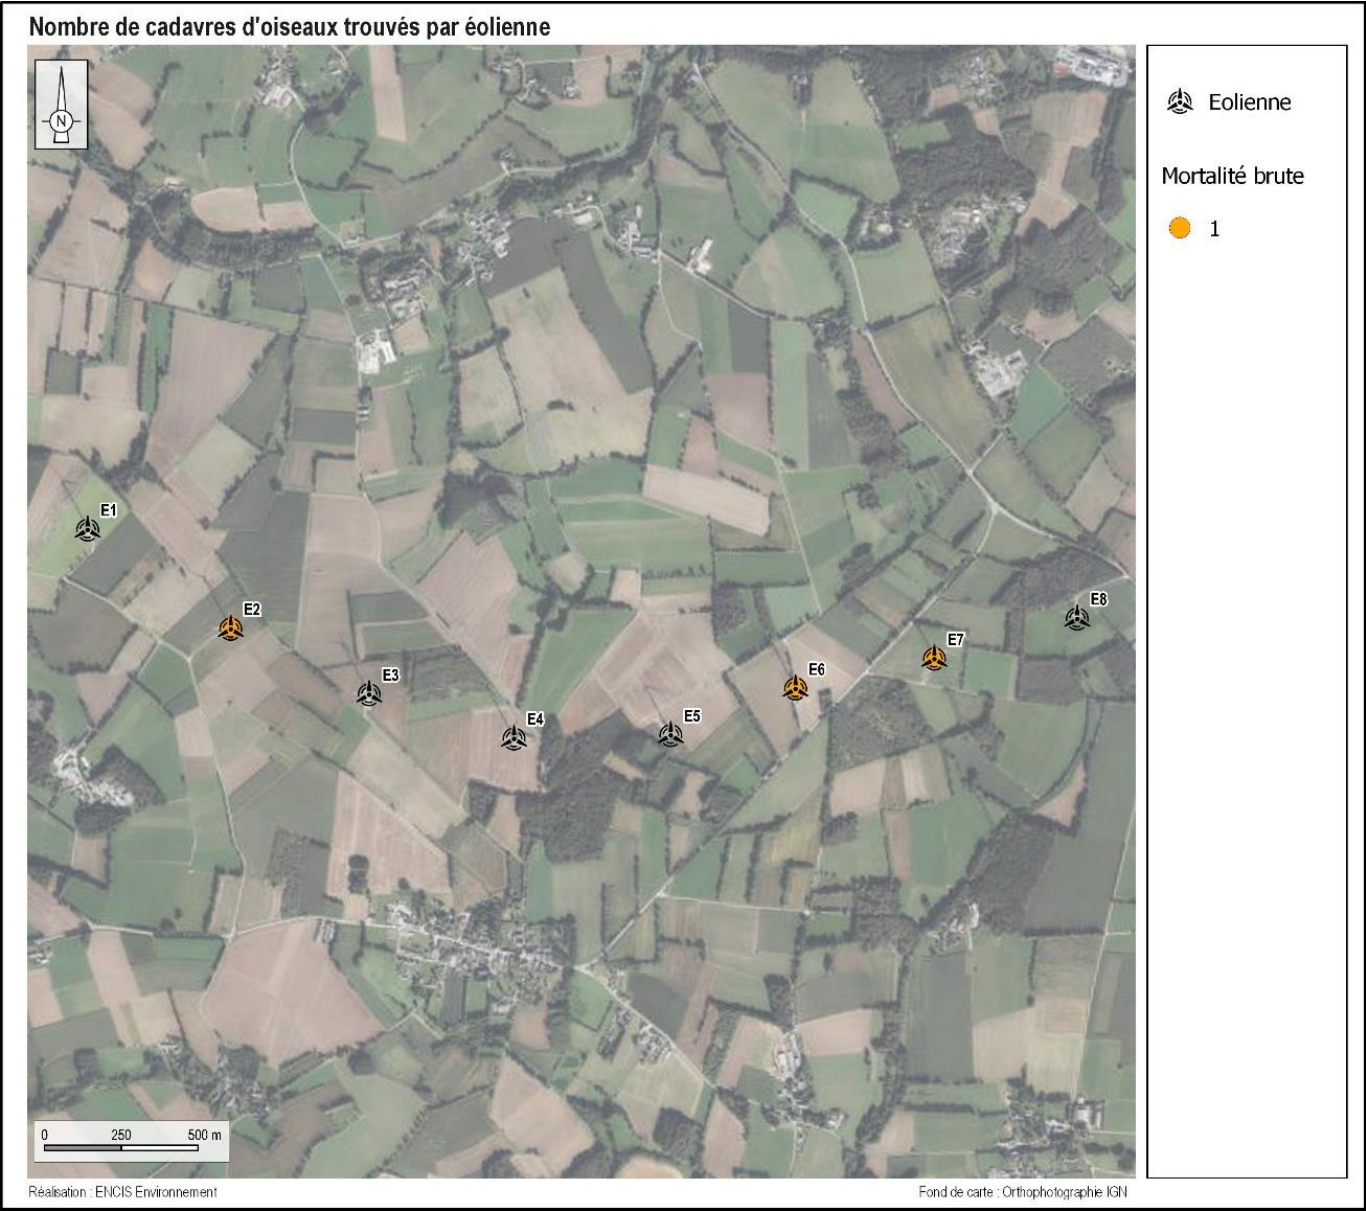 Nombre de cadavres d'oiseaux trouvés par éolienne
N
Eolienne
Mortalité brute
1
E1
E2
E3
E4
E5
E6
E7
E8
0 250 500 m
Réalisation : ENCIS Environnement
Fond de carte : Orthophotographie IGN